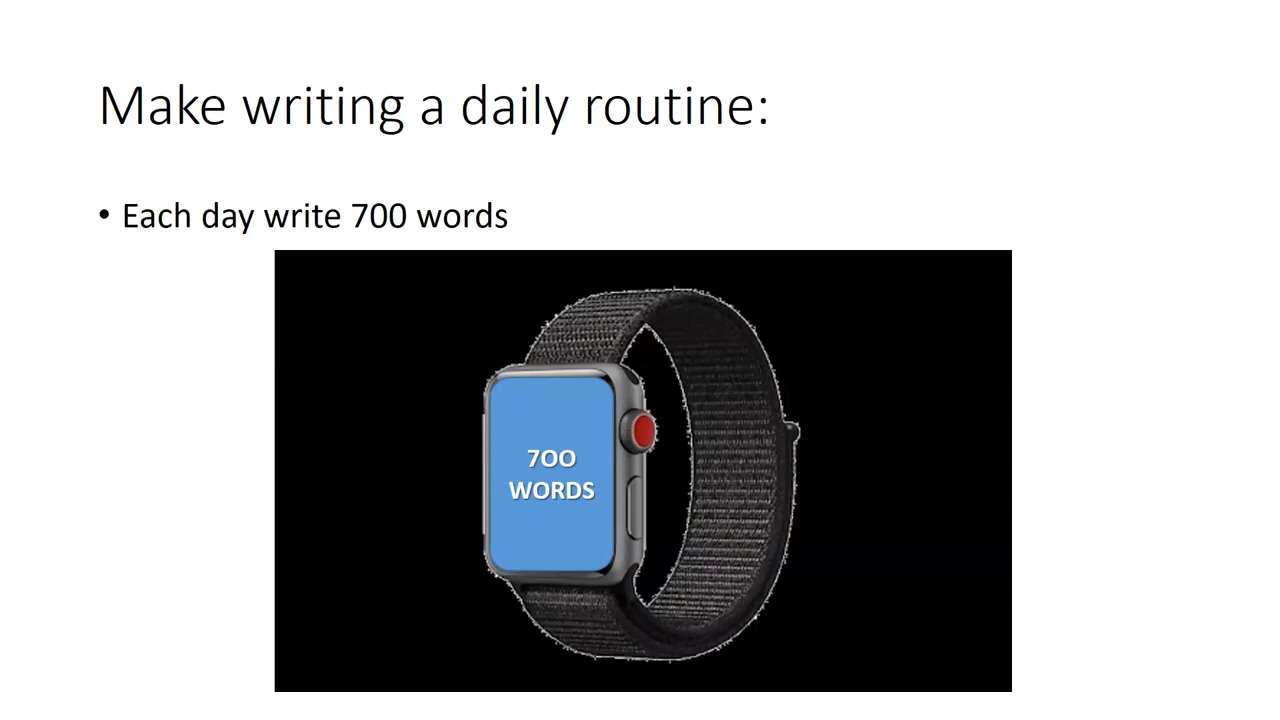 Make writing a daily routine:
• Each day write 700 words
700
WORDS